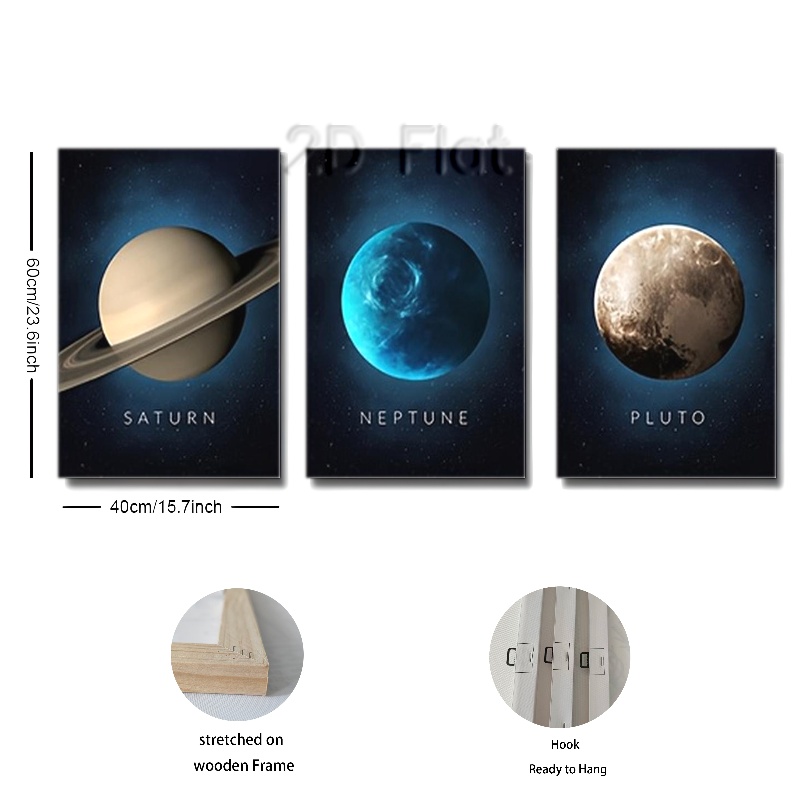 2D Flat
60cm/23.6inch
SATURN
NEPTUNE
PLUTO
40cm/15.7inch
stretched on
wooden Frame
Hook
Ready to Hang